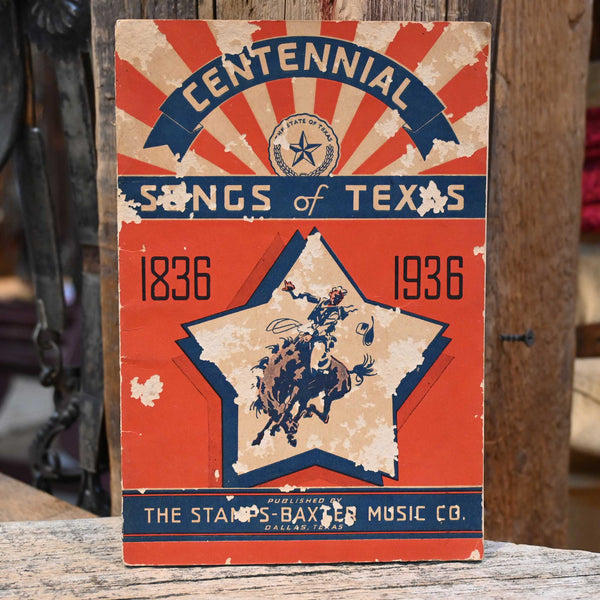 CENTENNIAL
THE STATE OF TEXAS
SONGS of TEXAS
1836 1936
PUBLISHED BY
THE STAMPS-BAXTER MUSIC CO.
DALLAS, TEXAS